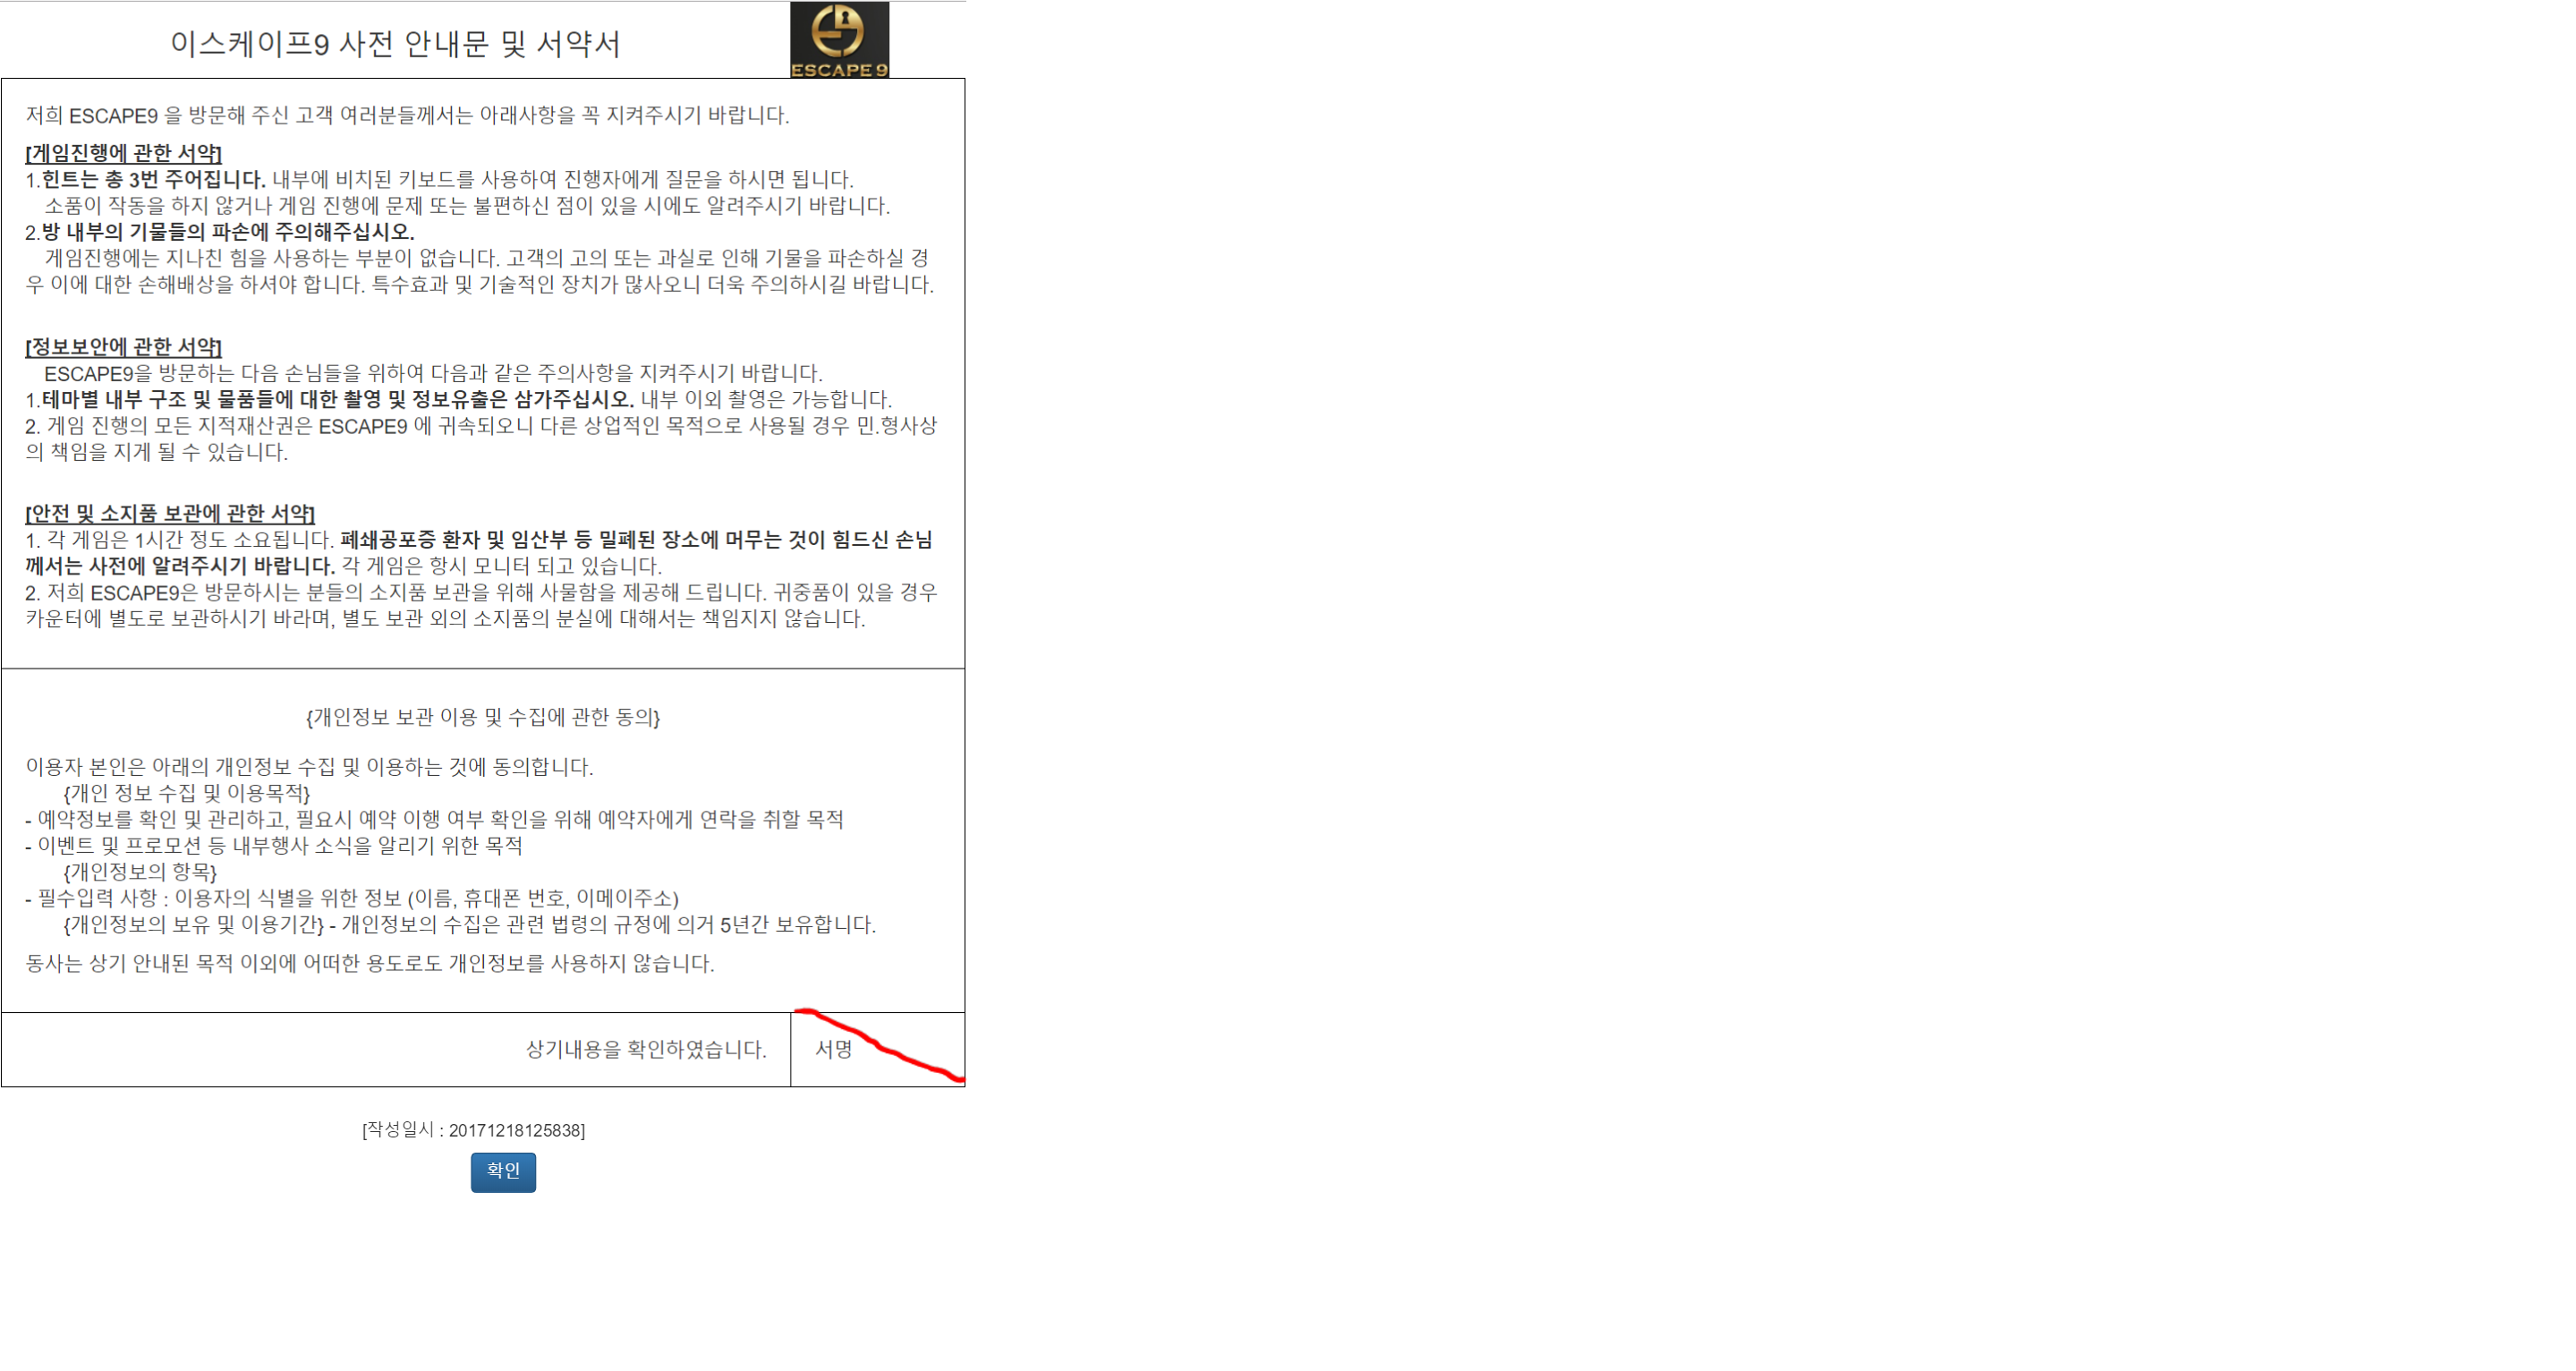 이스케이프9 사전 안내문 및 서약서
ESCAPE 9
저희 ESCAPE9 을 방문해 주신 고객 여러분들께서는 아래사항을 꼭 지켜주시기 바랍니다.
[게임진행에 관한 서약]
1.힌트는 총 3번 주어집니다. 내부에 비치된 키보드를 사용하여 진행자에게 질문을 하시면 됩니다.
소품이 작동을 하지 않거나 게임 진행에 문제 또는 불편하신 점이 있을 시에도 알려주시기 바랍니다.
2.방 내부의 기물들의 파손에 주의해주십시오.
게임진행에는 지나친 힘을 사용하는 부분이 없습니다. 고객의 고의 또는 과실로 인해 기물을 파손하실 경
우 이에 대한 손해배상을 하셔야 합니다. 특수효과 및 기술적인 장치가 많사오니 더욱 주의하시길 바랍니다.
[정보보안에 관한 서약]
ESCAPE9을 방문하는 다음 손님들을 위하여 다음과 같은 주의사항을 지켜주시기 바랍니다.
1.테마별 내부 구조 및 물품들에 대한 촬영 및 정보유출은 삼가주십시오. 내부 이외 촬영은 가능합니다.
2. 게임 진행의 모든 지적재산권은 ESCAPE9 에 귀속되오니 다른 상업적인 목적으로 사용될 경우 민.형사상
의 책임을 지게 될 수 있습니다.
[안전 및 소지품 보관에 관한 서약]
1. 각 게임은 1시간 정도 소요됩니다. 폐쇄공포증 환자 및 임산부 등 밀폐된 장소에 머무는 것이 힘드신 손님
께서는 사전에 알려주시기 바랍니다. 각 게임은 항시 모니터 되고 있습니다.
2. 저희 ESCAPE9은 방문하시는 분들의 소지품 보관을 위해 사물함을 제공해 드립니다. 귀중품이 있을 경우
카운터에 별도로 보관하시기 바라며, 별도 보관 외의 소지품의 분실에 대해서는 책임지지 않습니다.
{개인정보 보관 이용 및 수집에 관한 동의}
이용자 본인은 아래의 개인정보 수집 및 이용하는 것에 동의합니다.
{개인 정보 수집 및 이용목적}
- 예약정보를 확인 및 관리하고, 필요시 예약 이행 여부 확인을 위해 예약자에게 연락을 취할 목적
- 이벤트 및 프로모션 등 내부행사 소식을 알리기 위한 목적
{개인정보의 항목}
- 필수입력 사항 : 이용자의 식별을 위한 정보 (이름, 휴대폰 번호, 이메이주소)
{개인정보의 보유 및 이용기간} - 개인정보의 수집은 관련 법령의 규정에 의거 5년간 보유합니다.
동사는 상기 안내된 목적 이외에 어떠한 용도로도 개인정보를 사용하지 않습니다.
상기내용을 확인하였습니다. 서명
[작성일시 : 20171218125838]
확인